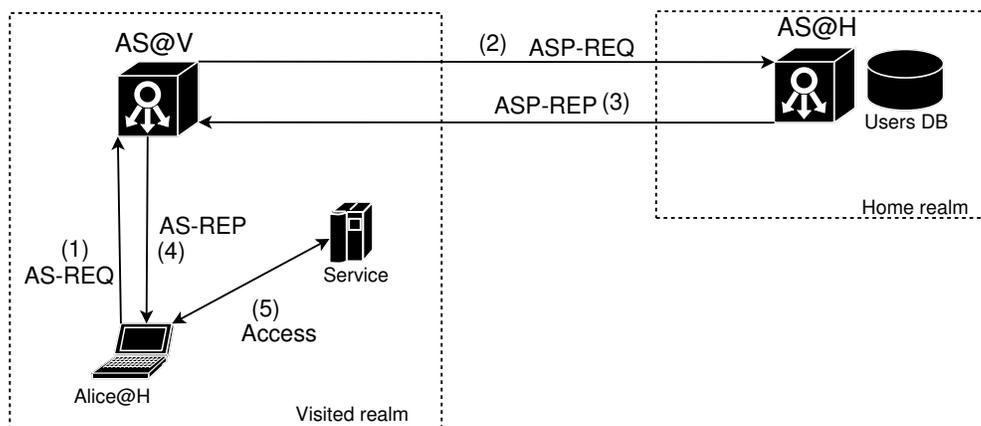 AS@V
AS@H
(2) ASP-REQ
ASP-REP (3)
Users DB
Home realm
(1)
AS-REQ
AS-REP
(4)
Service
(5)
Access
Alice@H
Visited realm